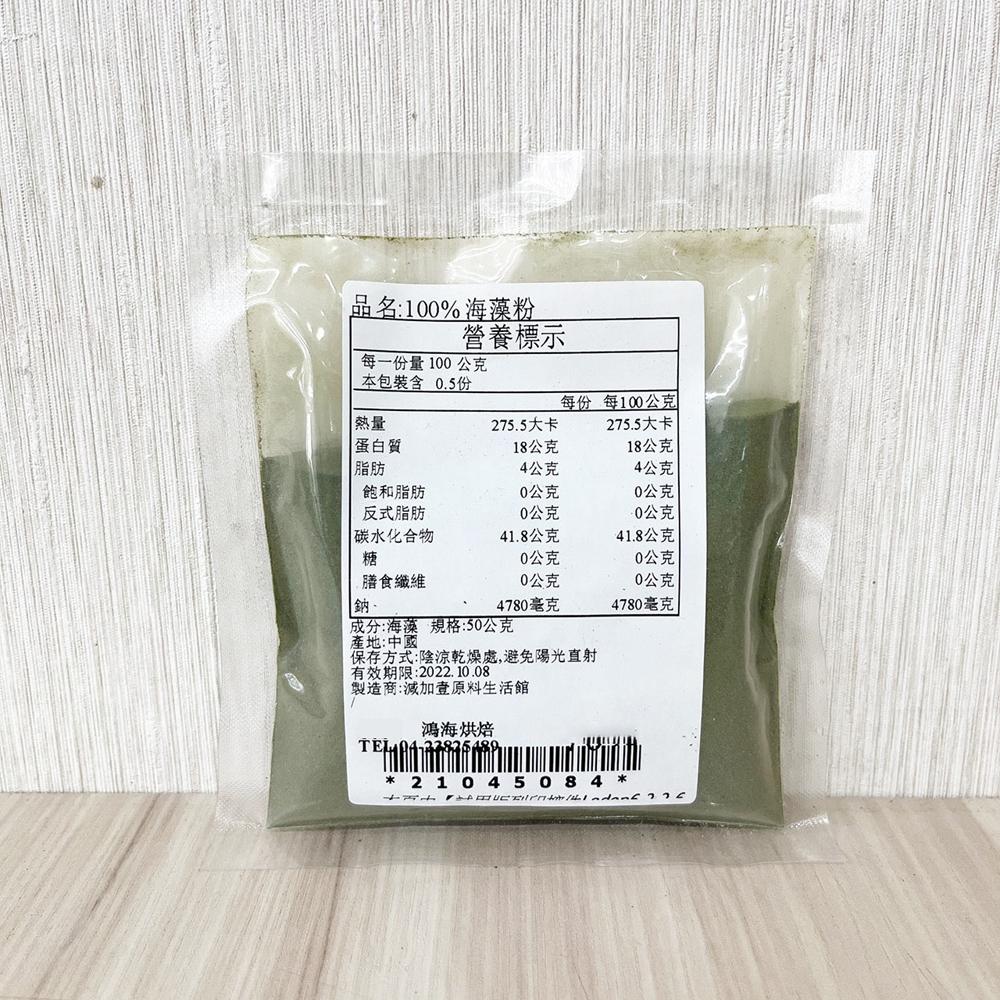 品名:100% 海藻粉
營養標示
每一份量 100 公克
本包裝含 0.5份
每份 每100公克
熱量 275.5大卡 275.5大卡
蛋白質 18公克 18公克
脂肪 4公克 4公克
飽和脂肪 0公克 0公克
反式脂肪 0公克 0公克
碳水化合物 41.8公克 41.8公克
糖 0公克 0公克
膳食纖維 0公克 0公克
鈉 4780毫克 4780毫克
成分:海藻 規格:50公克
產地:中國
保存方式:陰涼乾燥處,避免陽光直射
有效期限:2022.10.08
製造商:減加壹原料生活館
/
鴻海烘焙
TEL:04-23825489
*21045084*